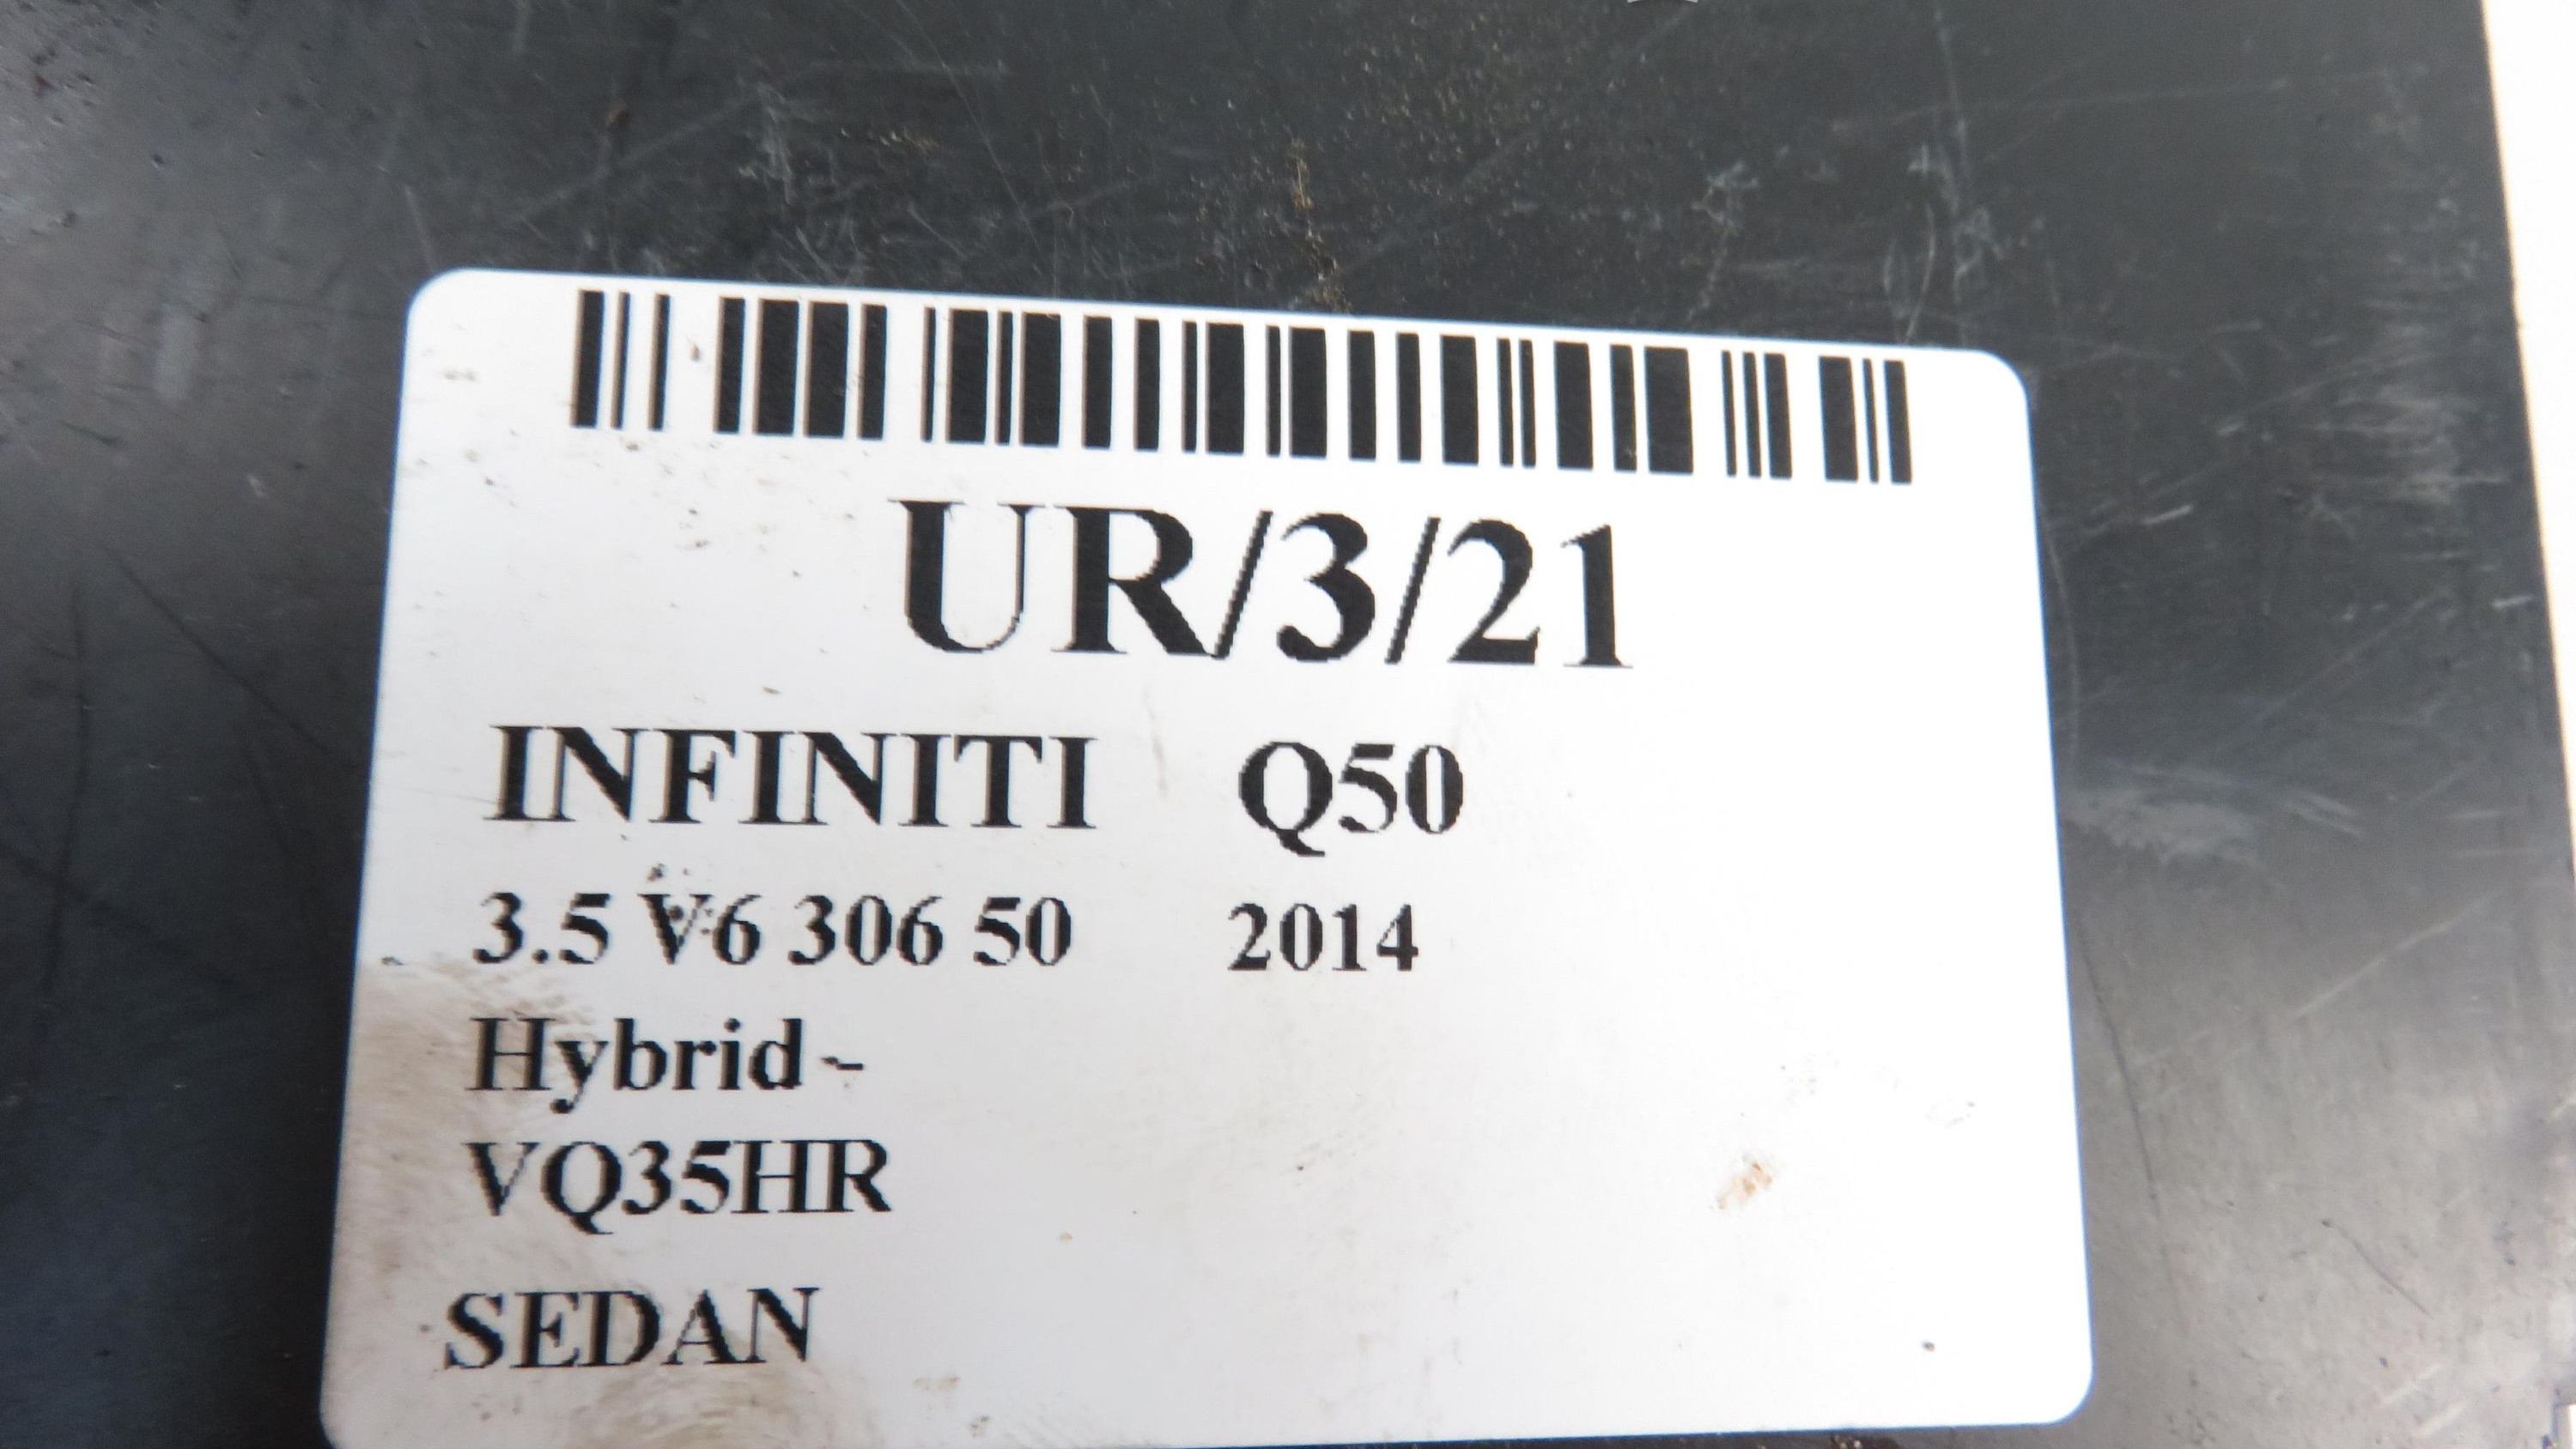 UR/3/21
INFINITI Q50
3.5 V6 306 50 2014
Hybrid -
VQ35HR
SEDAN